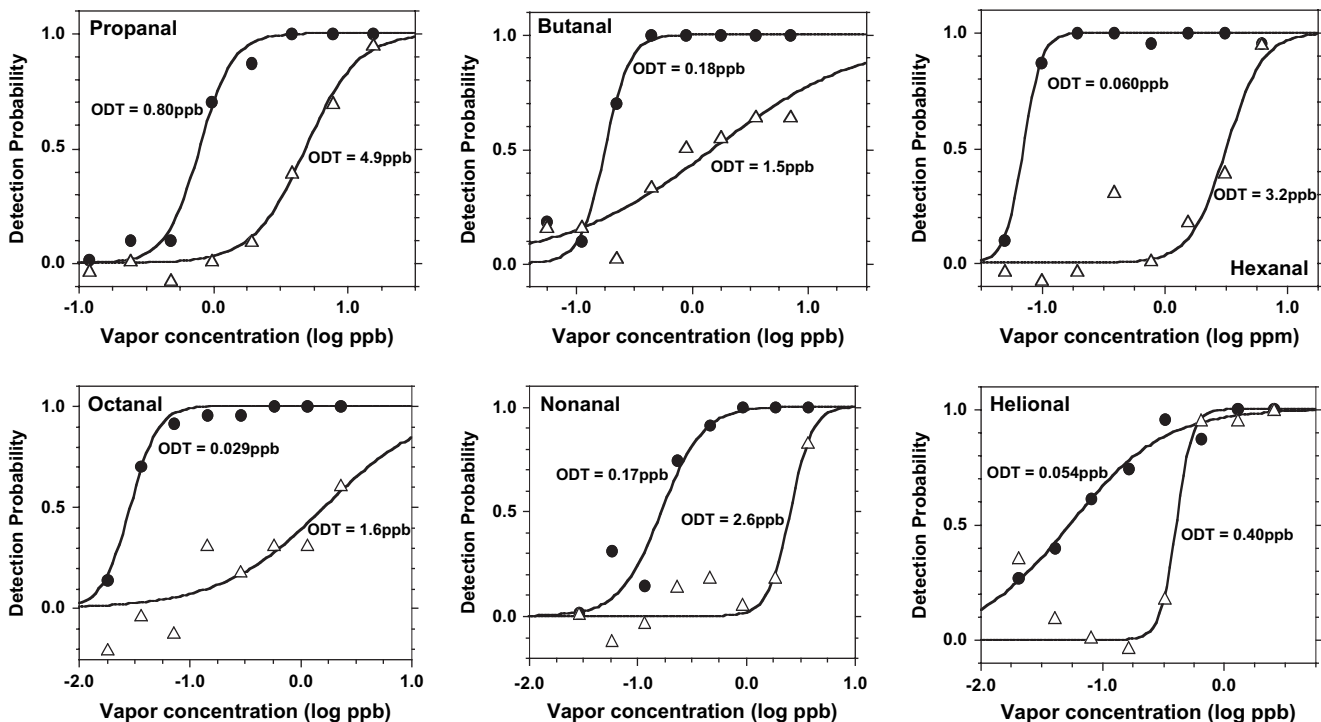 Propanal
Detection Probability
1.0
0.5
0.0
ODT = 0.80ppb
ODT = 4.9ppb
-1.0
0.0
1.0
Vapor concentration (log ppb)
Butanal
Detection Probability
1.0
0.5
0.0
ODT = 0.18ppb
ODT = 1.5ppb
-1.0
0.0
1.0
Vapor concentration (log ppb)
Detection Probability
1.0
0.5
0.0
ODT = 0.060ppb
ODT = 3.2ppb
Hexanal
-1.0
0.0
1.0
Vapor concentration (log ppm)
Octanal
Detection Probability
1.0
0.5
0.0
ODT = 0.029ppb
ODT = 1.6ppb
-2.0
-1.0
0.0
1.0
Vapor concentration (log ppb)
Nonanal
Detection Probability
1.0
0.5
0.0
ODT = 0.17ppb
ODT = 2.6ppb
-2.0
-1.0
0.0
1.0
Vapor concentration (log ppb)
Helional
Detection Probability
1.0
0.5
0.0
ODT = 0.054ppb
ODT = 0.40ppb
-2.0
-1.0
0.0
Vapor concentration (log ppb)